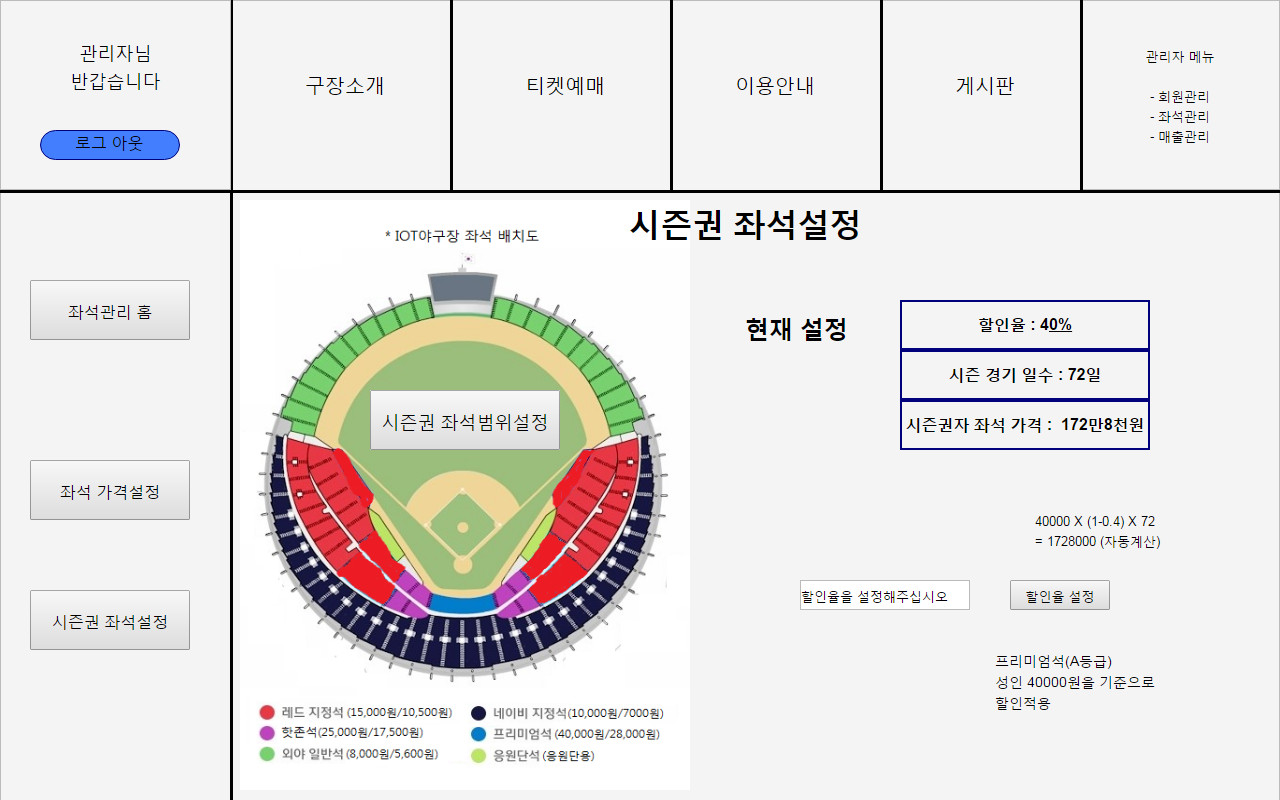 관리자님
반갑습니다
로그 아웃
구장소개
티켓예매
이용안내
게시판
관리자 메뉴
- 회원관리
- 좌석관리
- 매출관리
좌석관리 홈
좌석 가격설정
시즌권 좌석설정
시즌권 좌석설정
* IOT야구장 좌석 배치도
시즌권 좌석범위설정
레드 지정석 (15,000원/10,500원)
네이비 지정석(10,000원/7000원)
핫존석(25,000원/17,500원)
프리미엄석 (40,000원/28,000원)
외야 일반석 (8,000원/5,600원)
응원단석 (응원단용)
현재 설정
할인율 : 40%
시즌 경기 일수 : 72일
시즌권자 좌석 가격 : 172만8천원
40000 X (1-0.4) X 72
= 1728000 (자동계산)
할인율을 설정해주십시오
할인율 설정
프리미엄석(A등급)
성인 40000원을 기준으로
할인적용